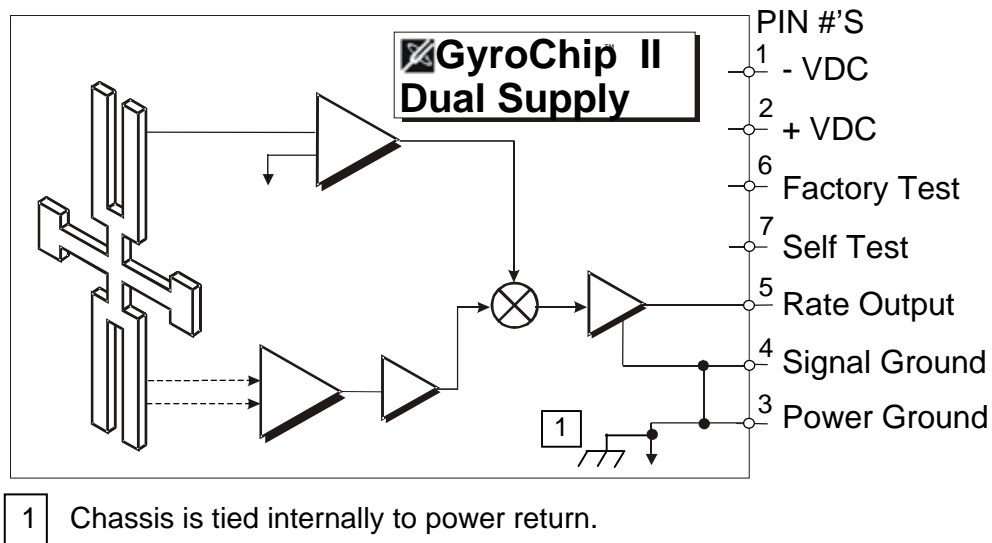 PIN #'S
GyroChip™ II
Dual Supply
1
- VDC
2
+ VDC
6
Factory Test
7
Self Test
5
Rate Output
4
Signal Ground
3
Power Ground
1
1 Chassis is tied internally to power return.